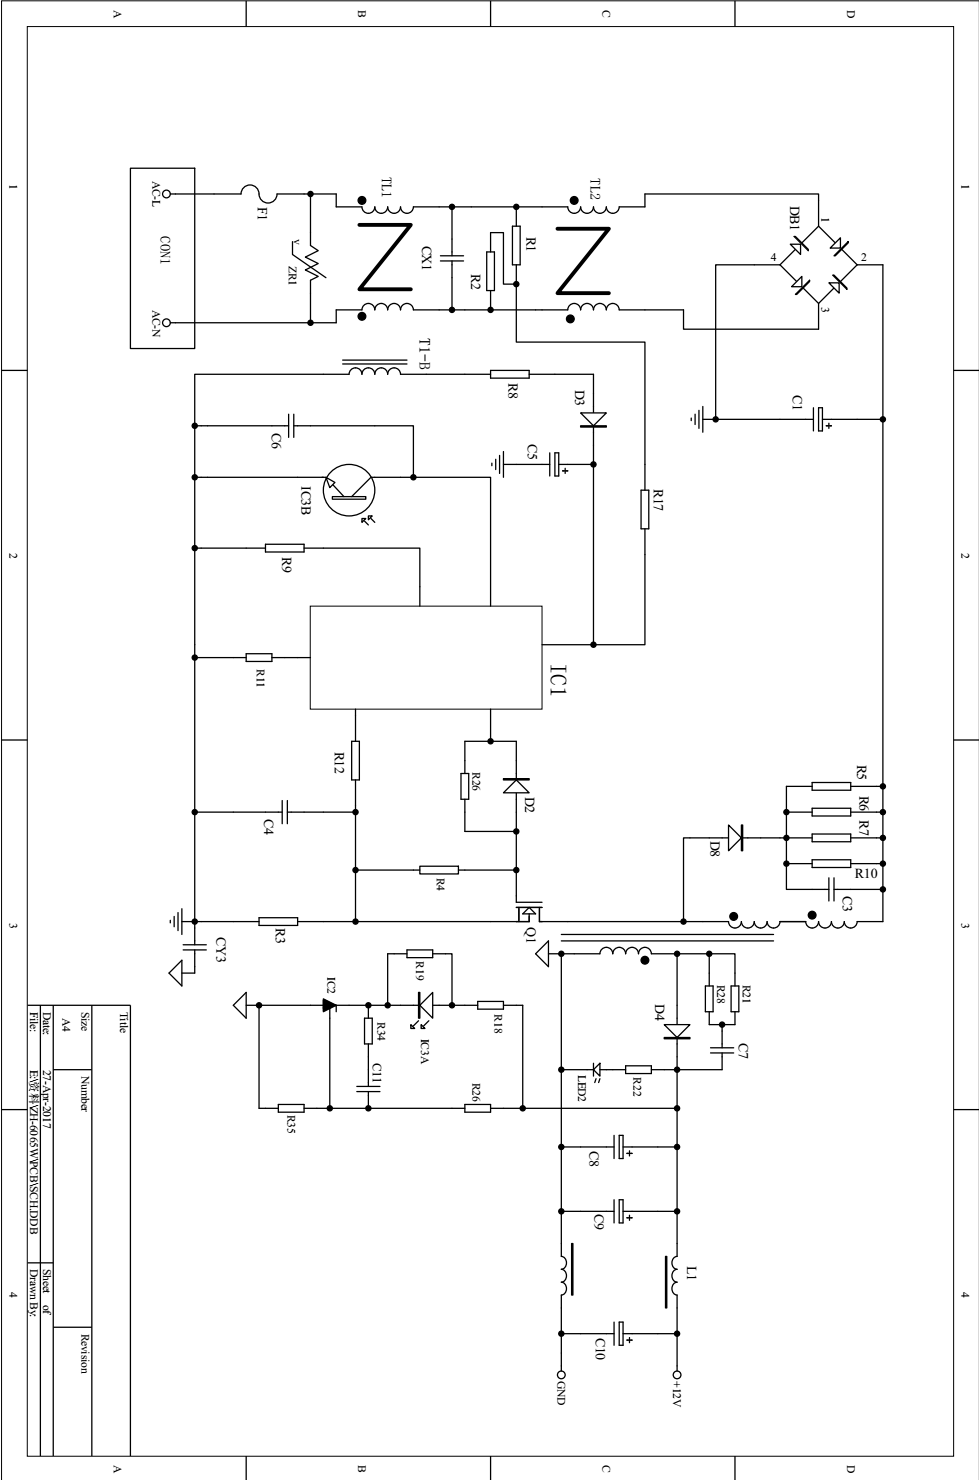 1
2
3
4
D
D
DB1
1
2
3
4
C1
R5
R6
R7
R10
C3
D8
TL2
R17
R21
R28
C7
D4
R22
LED2
C8
C9
L1
C10
+12V
GND
C
C
R1
R2
CX1
D3
C5
R8
IC1
D2
R26
Q1
R4
TL1
T1-B
B
B
R18
IC3A
R19
R26
C11
R34
IC2
R35
F1
ZR1
V
C6
IC3B
R9
R11
R12
C4
R3
CY3
AC-L
CON1
AC-N
A
A
Title
Size
Number
Revision
A4
Date:
27-Apr-2017
Sheet of
File:
Drawn By:
1
2
3
4